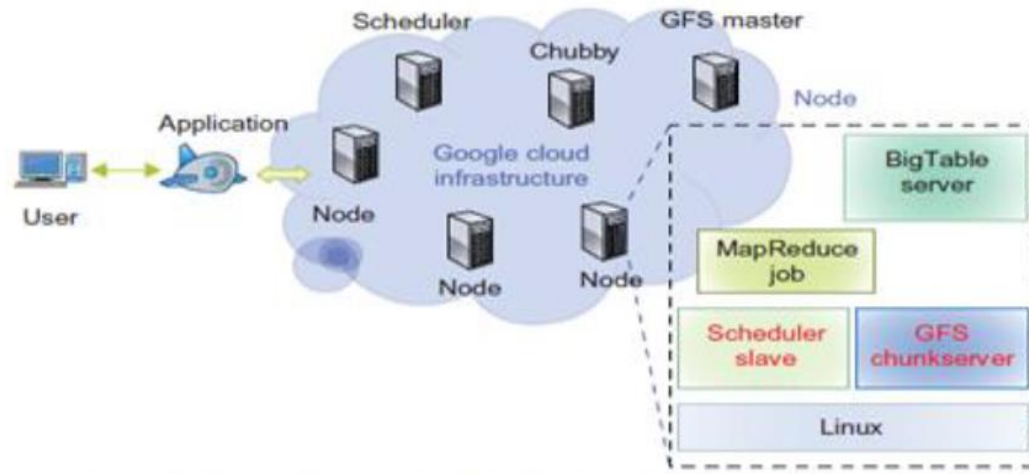 Scheduler
GFS master
Chubby
Node
Application
Google cloud
infrastructure
User
Node
Node
Node
BigTable
server
MapReduce
job
Scheduler
slave
GFS
chunkserver
Linux